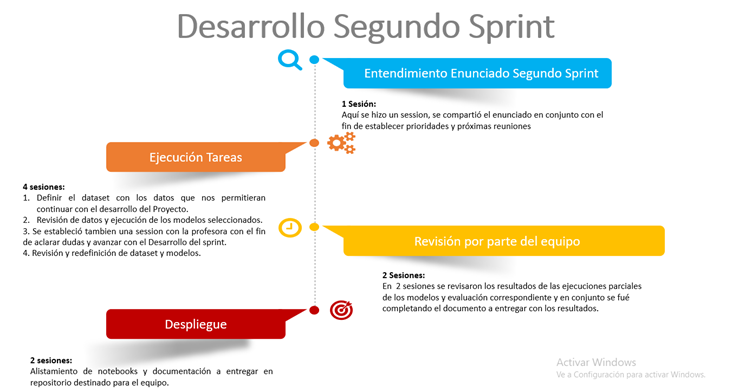 Desarrollo Segundo Sprint
Entendimiento Enunciado Segundo Sprint
1 Sesión:
Aquí se hizo un session, se compartió el enunciado en conjunto con el
fin de establecer prioridades y próximas reuniones
Ejecución Tareas
4 sesiones:
1. Definir el dataset con los datos que nos permitieran
continuar con el desarrollo del Proyecto.
2. Revisión de datos y ejecución de los modelos seleccionados.
3. Se estableció tambien una session con la profesora con el fin
de aclarar dudas y avanzar con el Desarrollo del sprint.
4. Revisión y redefinición de dataset y modelos.
Revisión por parte del equipo
2 Sesiones:
En 2 sesiones se revisaron los resultados de las ejecuciones parciales
de los modelos y evaluación correspondiente y en conjunto se fué
completando el documento a entregar con los resultados.
Despliegue
2 sesiones:
Alistamiento de notebooks y documentación a entregar en
repositorio destinado para el equipo.
Activar Windows
Ve a Configuración para activar Windows.